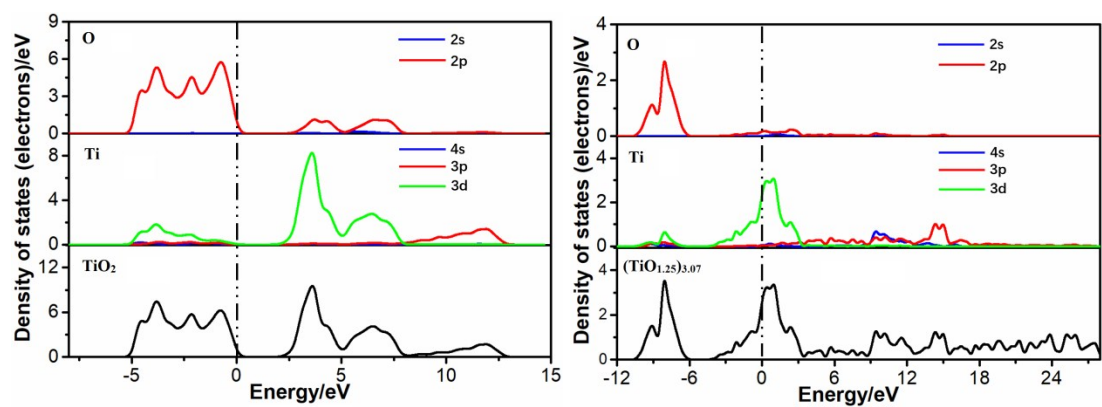 Density of states (electrons)/eV
9
6
3
0
O
2s
2p
8
4
0
Ti
4s
3p
3d
12
6
0
TiO2
-5
0
5
10
15
Energy/eV
Density of states (electrons)/eV
4
2
0
O
2s
2p
4
2
0
Ti
4s
3p
3d
4
2
0
(TiO1.25)3.07
-12
-6
0
6
12
18
24
Energy/eV